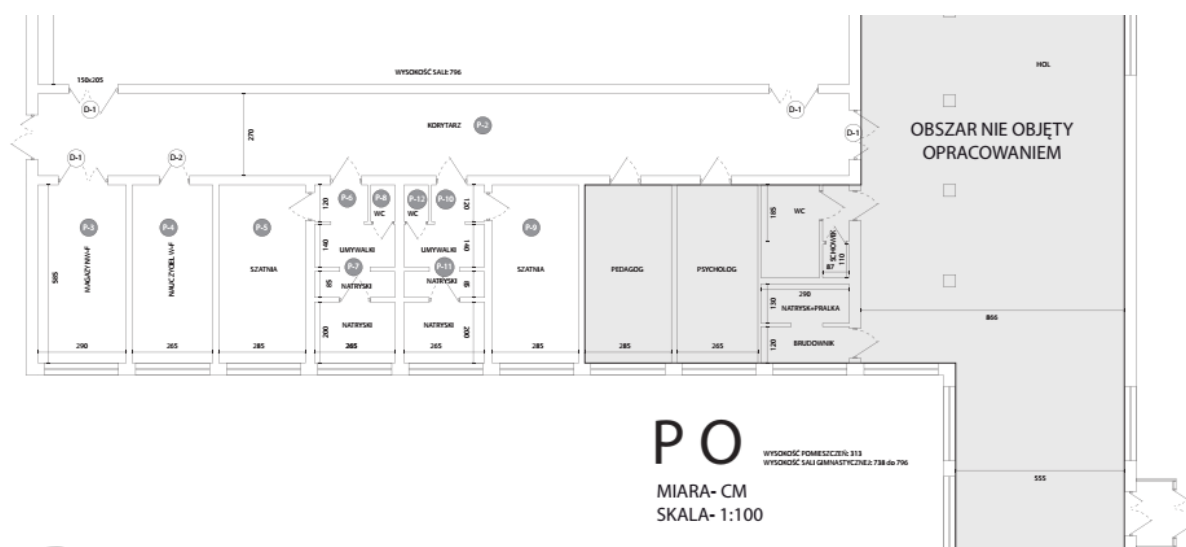 WYSOKOŚĆ SALI: 796
HOL
150x205
D-1
D-1
KORYTARZ P-2
D-1
270
OBSZAR NIE OBJĘTY
OPRACOWANIEM
D-1
D-2
P-3
MAGAZYN W-F
585
290
P-4
NAUCZYCIEL W-F
265
P-5
SZATNIA
285
P-6
120
P-8
WC
140
UMYWALKI
P-7
85
NATRYSKI
200
NATRYSKI
265
P-12
WC
P-10
120
UMYWALKI
140
P-11
NATRYSKI
85
NATRYSKI
200
265
P-9
SZATNIA
285
PEDAGOG
285
PSYCHOLOG
265
185
WC
SCHOWEK
110
87
290
130
NATRYSK+PRALKA
120
BRUDOWNIK
866
P O
WYSOKOŚĆ POMIESZCZEŃ: 313
WYSOKOŚĆ SALI GIMNASTYCZNEJ: 738 do 796
MIARA- CM
SKALA- 1:100
555